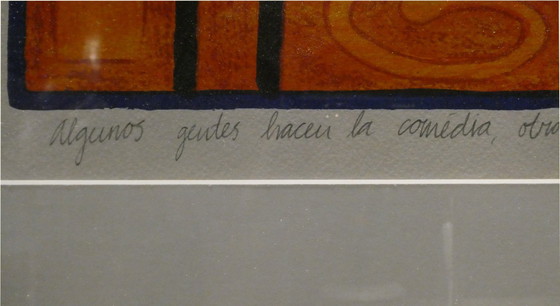 Algunos gentes hacen la comédia, otra